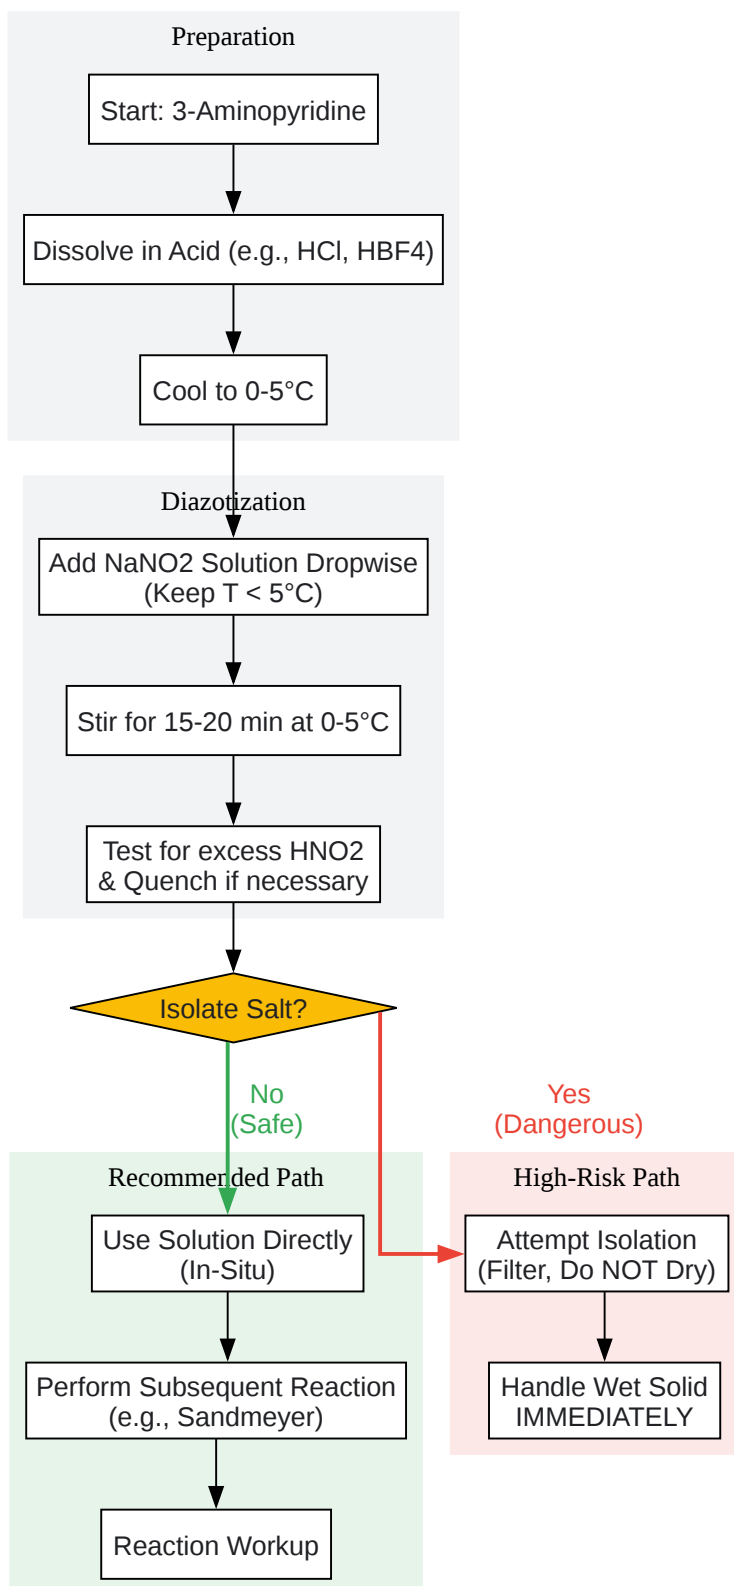 Preparation
Start: 3-Aminopyridine
Dissolve in Acid (e.g., HCl, HBF4)
Cool to 0-5°C
Diazotization
Add NaNO2 Solution Dropwise
(Keep T < 5°C)
Stir for 15-20 min at 0-5°C
Test for excess HNO2
& Quench if necessary
Isolate Salt?
No
(Safe)
Yes
(Dangerous)
Recommended Path
Use Solution Directly
(In-Situ)
Perform Subsequent Reaction
(e.g., Sandmeyer)
Reaction Workup
High-Risk Path
Attempt Isolation
(Filter, Do NOT Dry)
Handle Wet Solid
IMMEDIATELY